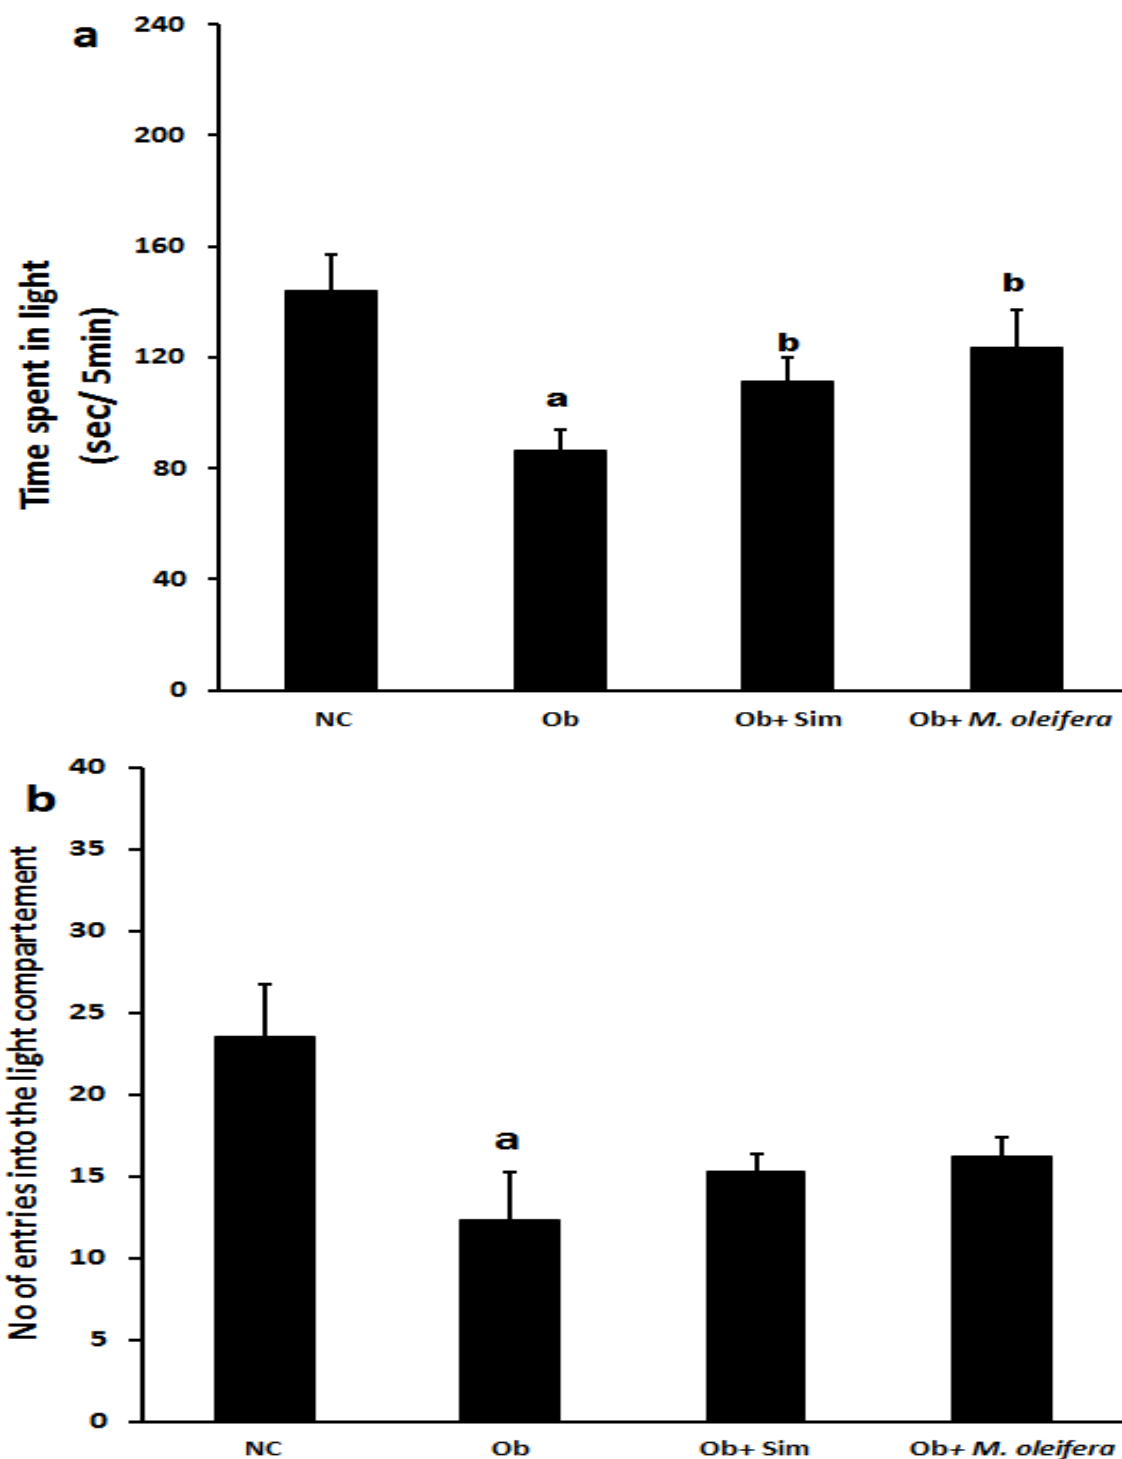 a
240
200
160
120
80
40
0
Time spent in light
(sec/ 5min)
b
b
a
NC Ob Ob+ Sim Ob+ M. oleifera
b
40
35
30
25
20
15
10
5
0
No of entries into the light compartement
a
NC Ob Ob+ Sim Ob+ M. oleifera